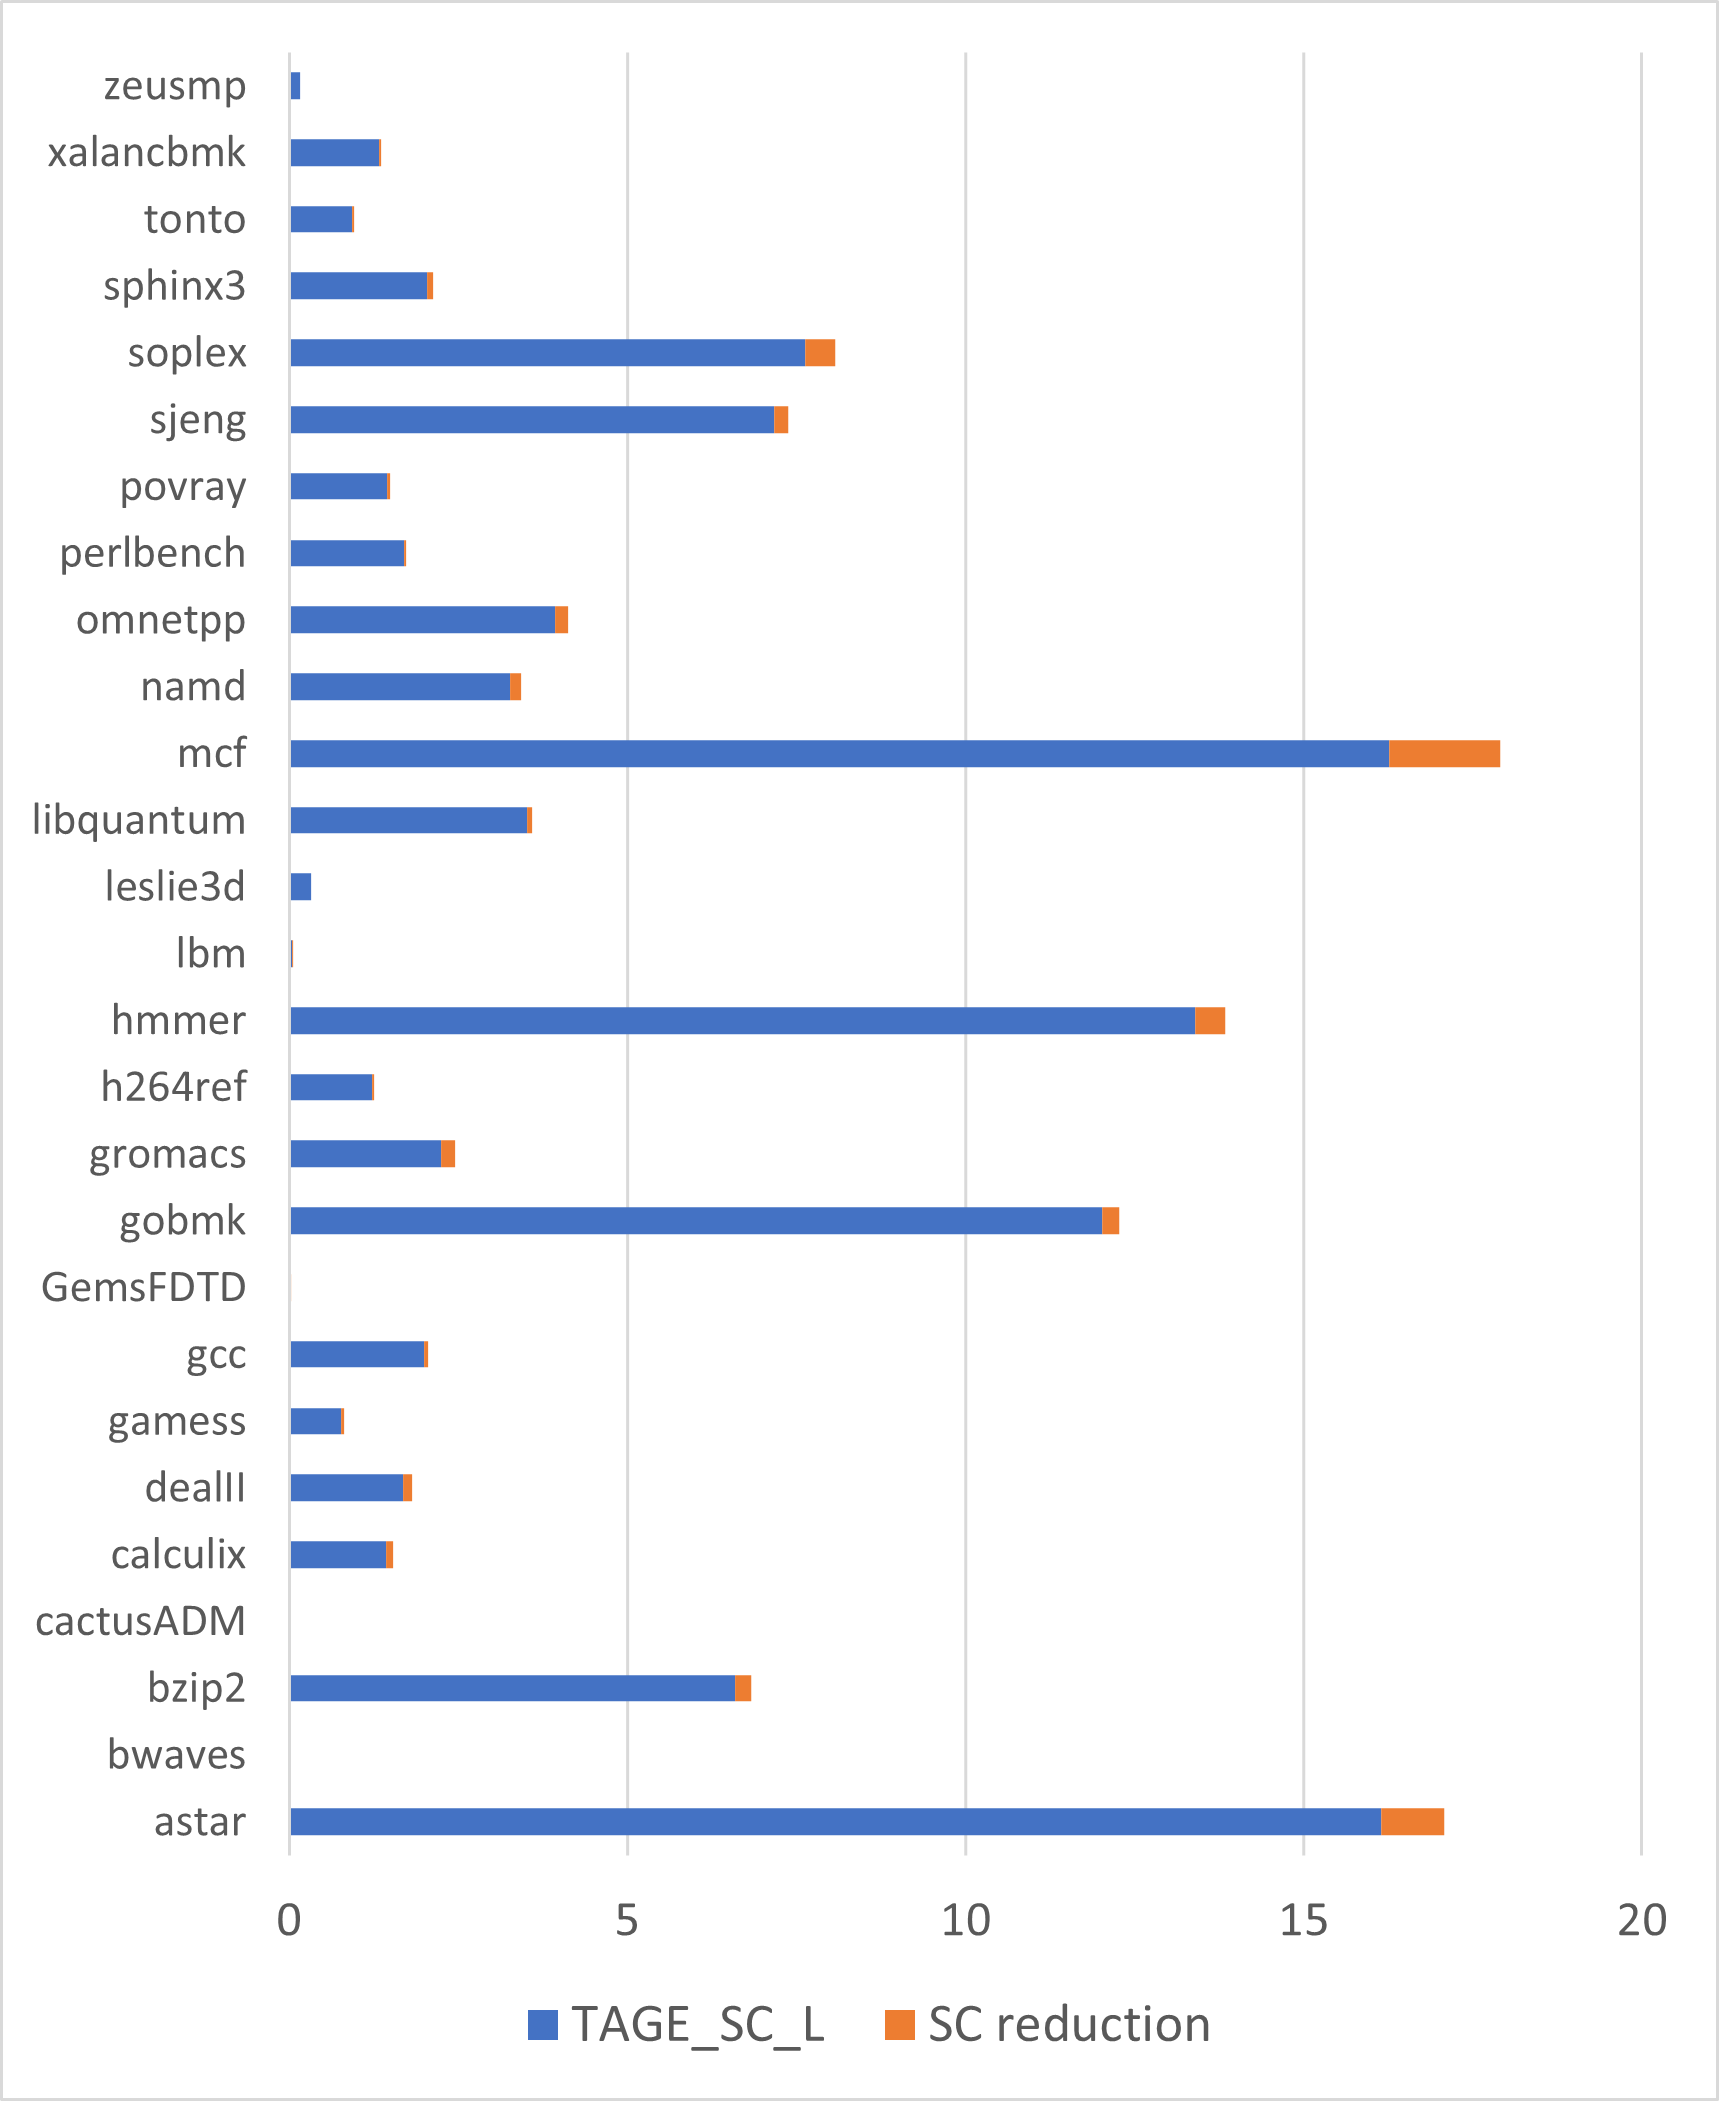 zeusmp
xalancbmk
tonto
sphinx3
soplex
sjeng
povray
perlbench
omnetpp
namd
mcf
libquantum
leslie3d
lbm
hmmer
h264ref
gromacs
gobmk
GemsFDTD
gcc
gamess
dealII
calculix
cactusADM
bzip2
bwaves
astar
0 5 10 15 20
TAGE_SC_L SC reduction